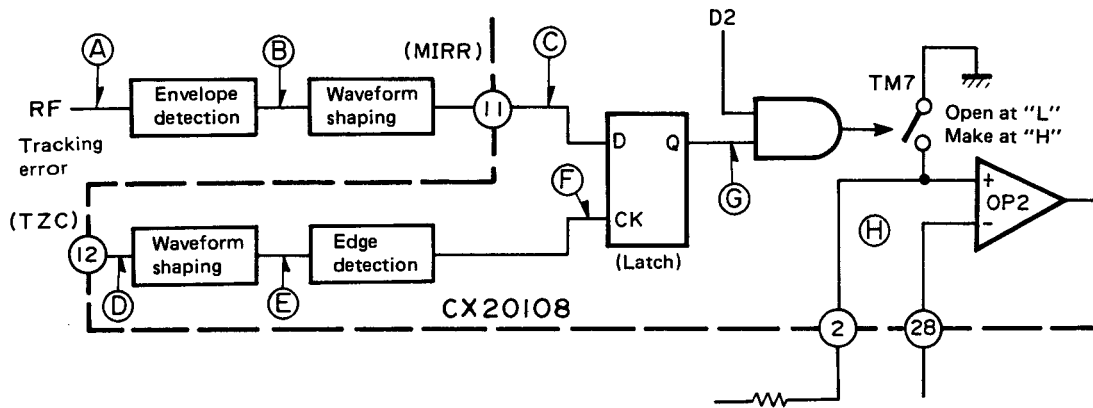 D2
A
B
(MIRR)
C
TM7
RF
Envelope
detection
Waveform
shaping
11
Open at "L"
Make at "H"
Tracking
error
D
Q
F
G
(TZC)
CK
+
OP2
-
H
12
Waveform
shaping
Edge
detection
(Latch)
D
E
CX20108
2
28